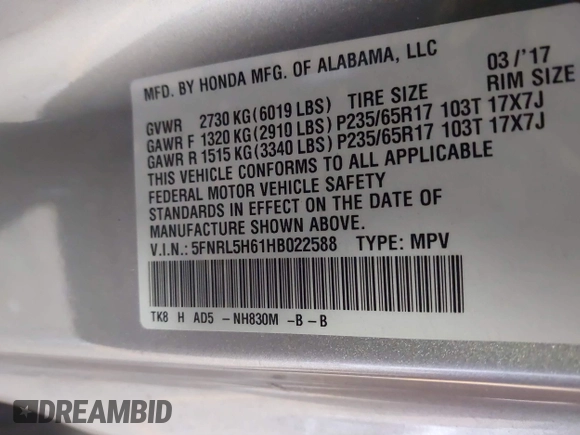 MFD. BY HONDA MFG. OF ALABAMA, LLC 03/'17
GVWR 2730 KG(6019 LBS) TIRE SIZE RIM SIZE
GAWR F 1320 KG(2910 LBS) P235/65R17 103T 17X7J
GAWR R 1515 KG(3340 LBS) P235/65R17 103T 17X7J
THIS VEHICLE CONFORMS TO ALL APPLICABLE
FEDERAL MOTOR VEHICLE SAFETY
STANDARDS IN EFFECT ON THE DATE OF
MANUFACTURE SHOWN ABOVE.
V.I.N.: 5FNRL5H61HB022588 TYPE: MPV
TK8 H AD5 -NH830M -B-B
DREAMBID